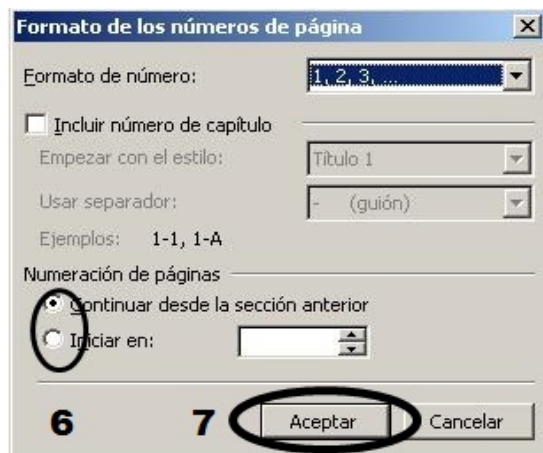 Formato de los números de página
Formato de número: 1, 2, 3, ...
Incluir número de capítulo
Empezar con el estilo: Título 1
Usar separador: - (guión)
Ejemplos: 1-1, 1-A
Numeración de páginas
Continuar desde la sección anterior
Iniciar en:
6 7 Aceptar Cancelar